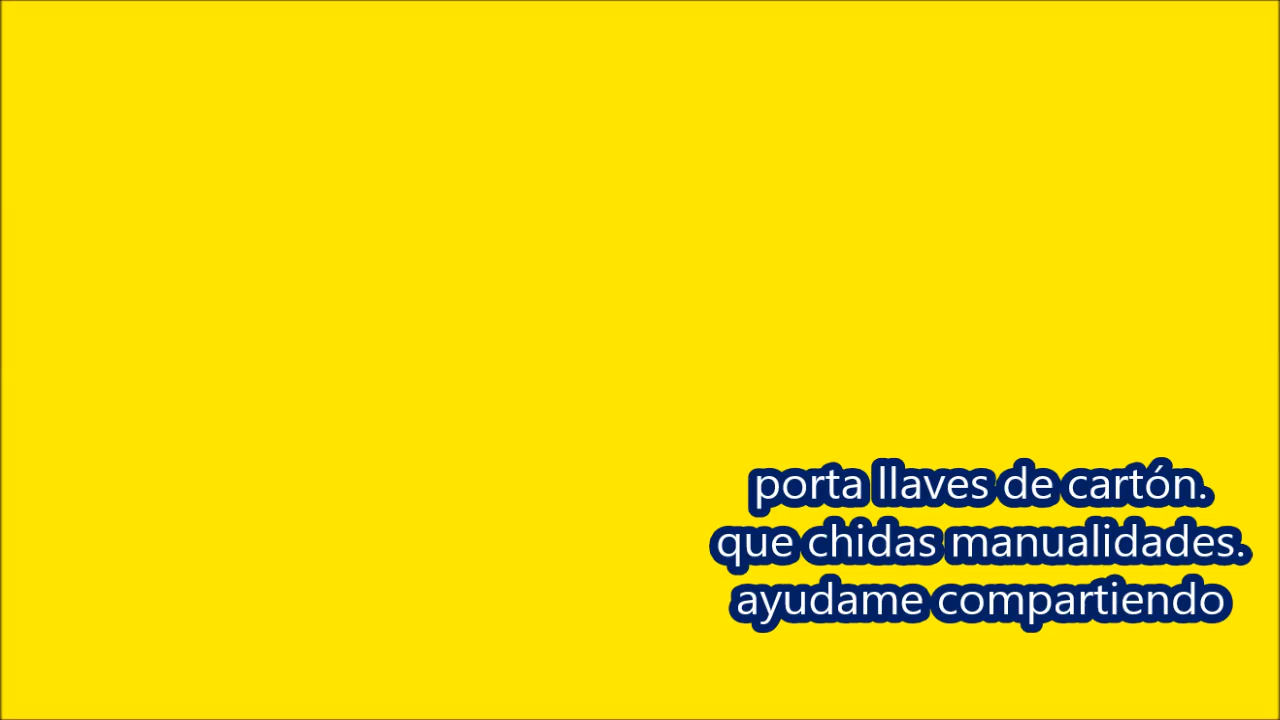 porta llaves de cartón.
que chidas manualidades.
ayudame compartiendo